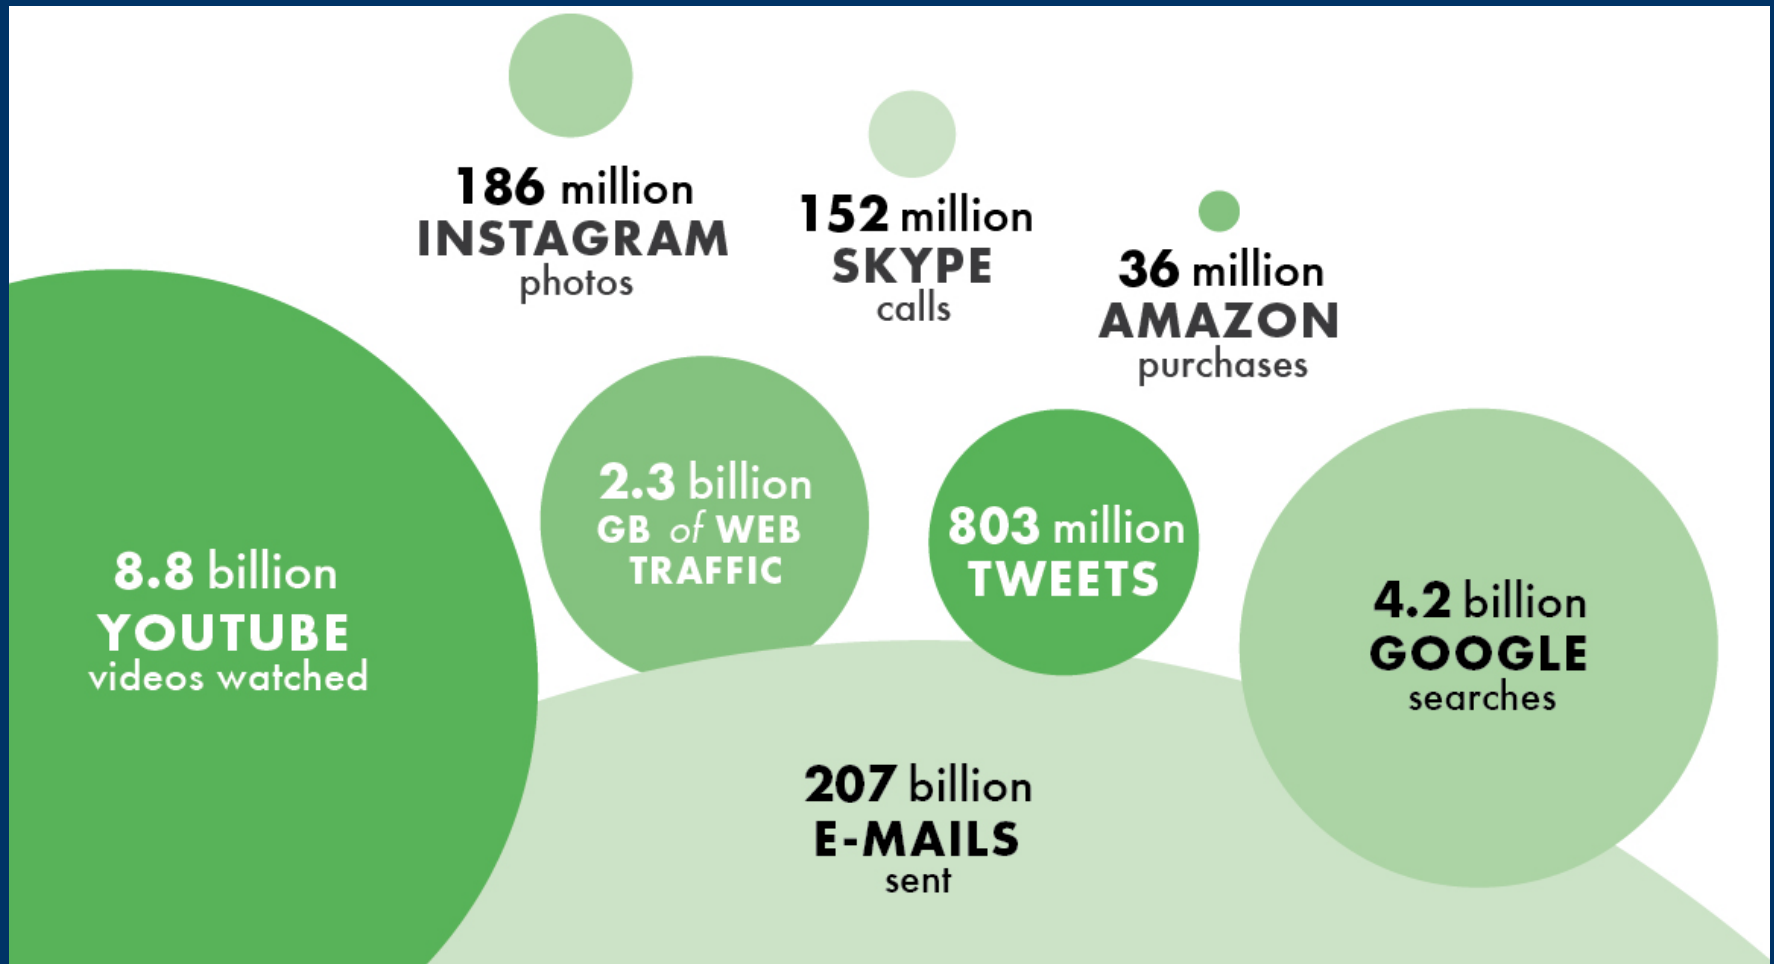 186 million
INSTAGRAM
photos
152 million
SKYPE
calls
36 million
AMAZON
purchases
8.8 billion
YOUTUBE
videos watched
2.3 billion
GB of WEB
TRAFFIC
803 million
TWEETS
4.2 billion
GOOGLE
searches
207 billion
E-MAILS
sent